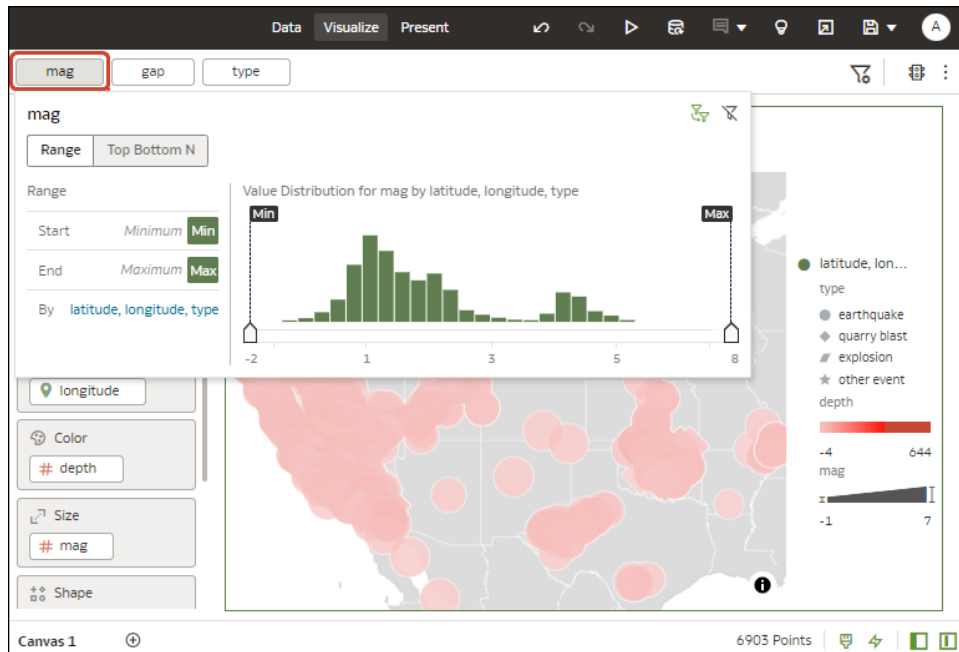 Data Visualize Present A
mag gap type
mag
Range Top Bottom N
Range
Start Minimum Min
End Maximum Max
By latitude, longitude, type
Value Distribution for mag by latitude, longitude, type
Min Max
-2 1 3 5 8
longitude
Color
# depth
Size
# mag
Shape
latitude, lon...
type
earthquake
quarry blast
explosion
other event
depth
-4 644
mag
-1 7
Canvas 1
6903 Points